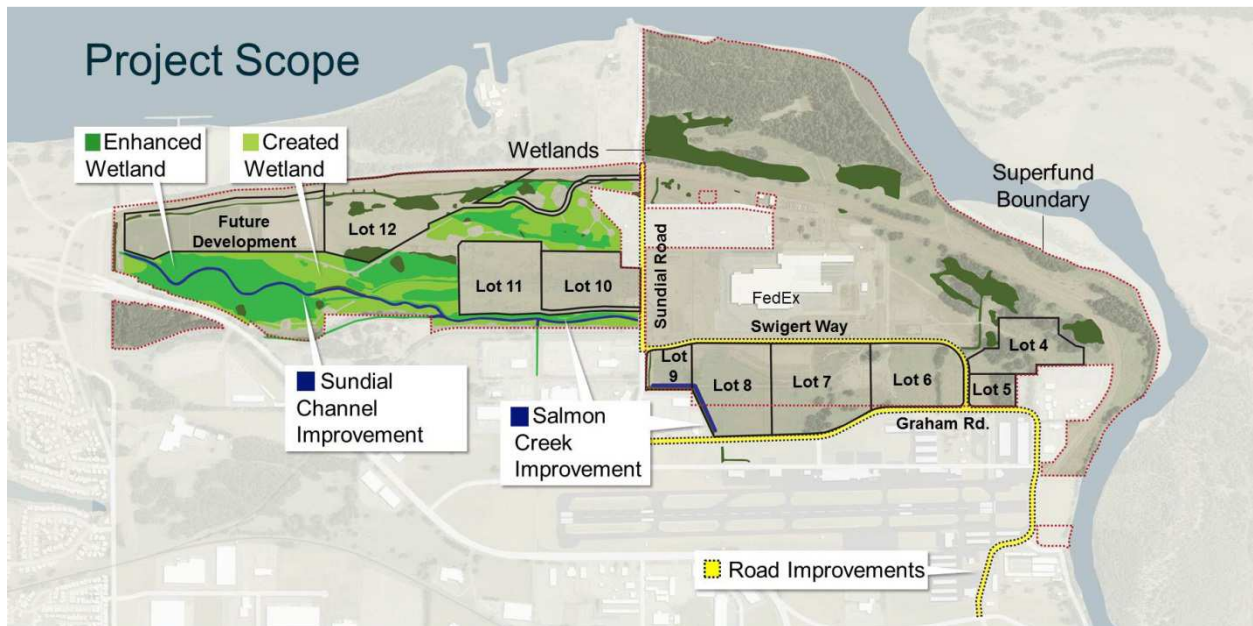 Project Scope
Enhanced
Wetland
Created
Wetland
Wetlands
Superfund
Boundary
Future
Development
Lot 12
Lot 11
Lot 10
Sundial Road
FedEx
Swigert Way
Lot 4
Lot
9
Lot 8
Lot 7
Lot 6
Lot 5
Graham Rd.
Sundial
Channel
Improvement
Salmon
Creek
Improvement
Road Improvements